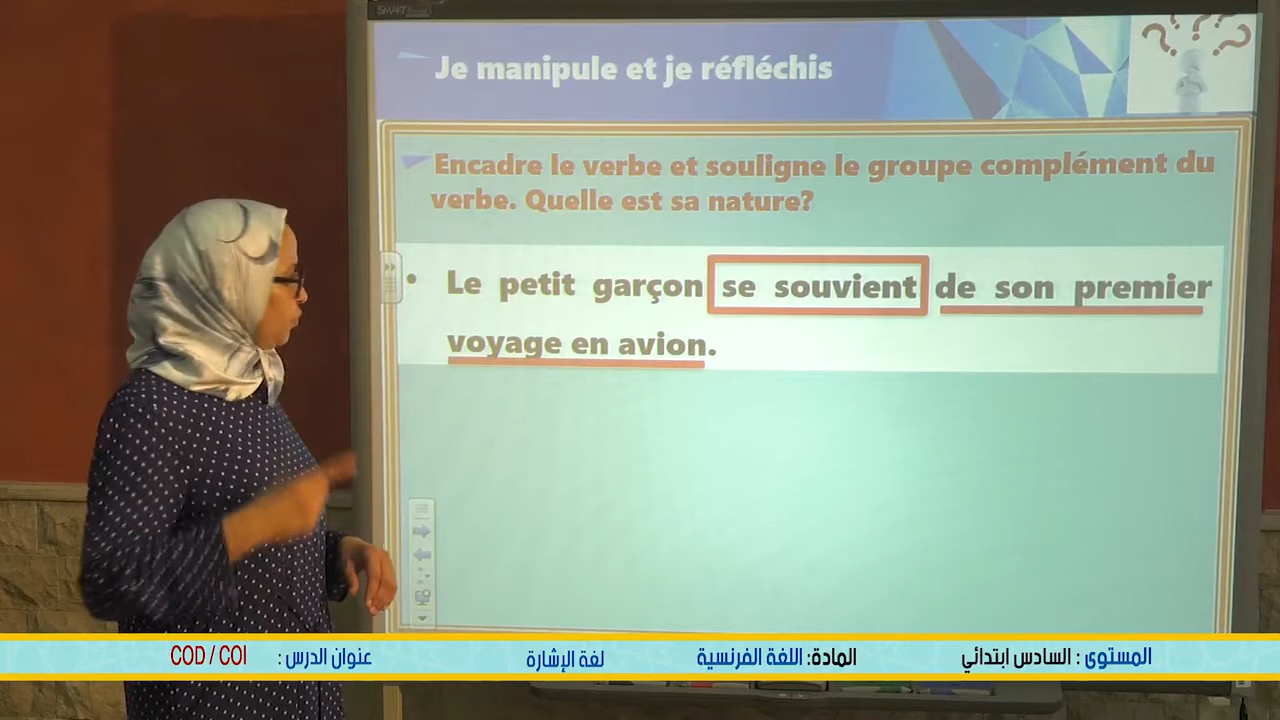 SMART
Je manipule et je réfléchis
Encadre le verbe et souligne le groupe complément du
verbe. Quelle est sa nature?
• Le petit garçon se souvient de son premier
voyage en avion.
المستوى : السادس ابتدائي المادة: اللغة الفرنسية لغة الإشارة عنوان الدرس : COD / COI